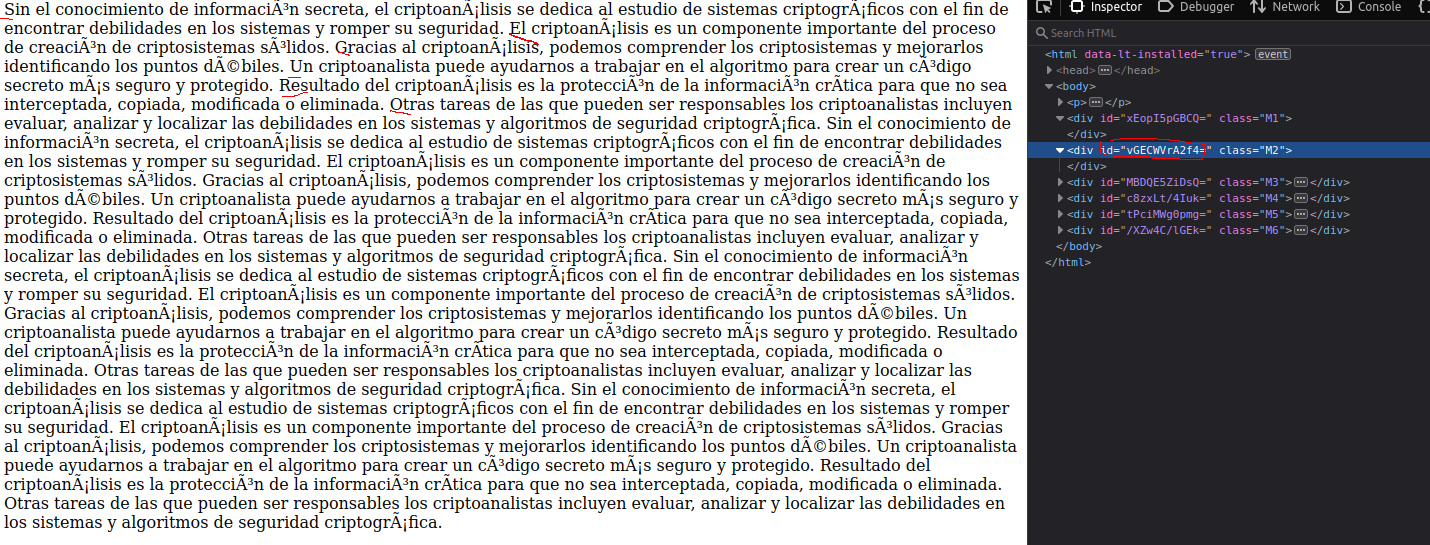 Sin el conocimiento de informaciÃ³n secreta, el criptoanÃ¡lisis se dedica al estudio de sistemas criptogrÃ¡ficos con el fin de
encontrar debilidades en los sistemas y romper su seguridad. El criptoanÃ¡lisis es un componente importante del proceso
de creaciÃ³n de criptosistemas sÃ³lidos. Gracias al criptoanÃ¡lisis, podemos comprender los criptosistemas y mejorarlos
identificando los puntos dÃ©biles. Un criptoanalista puede ayudarnos a trabajar en el algoritmo para crear un cÃ³digo
secreto mÃ¡s seguro y protegido. Resultado del criptoanÃ¡lisis es la protecciÃ³n de la informaciÃ³n crÃtica para que no sea
interceptada, copiada, modificada o eliminada. Otras tareas de las que pueden ser responsables los criptoanalistas incluyen
evaluar, analizar y localizar las debilidades en los sistemas y algoritmos de seguridad criptogrÃ¡fica. Sin el conocimiento de
informaciÃ³n secreta, el criptoanÃ¡lisis se dedica al estudio de sistemas criptogrÃ¡ficos con el fin de encontrar debilidades
en los sistemas y romper su seguridad. El criptoanÃ¡lisis es un componente importante del proceso de creaciÃ³n de
criptosistemas sÃ³lidos. Gracias al criptoanÃ¡lisis, podemos comprender los criptosistemas y mejorarlos identificando los
puntos dÃ©biles. Un criptoanalista puede ayudarnos a trabajar en el algoritmo para crear un cÃ³digo secreto mÃ¡s seguro y
protegido. Resultado del criptoanÃ¡lisis es la protecciÃ³n de la informaciÃ³n crÃtica para que no sea interceptada, copiada,
modificada o eliminada. Otras tareas de las que pueden ser responsables los criptoanalistas incluyen evaluar, analizar y
localizar las debilidades en los sistemas y algoritmos de seguridad criptogrÃ¡fica. Sin el conocimiento de informaciÃ³n
secreta, el criptoanÃ¡lisis se dedica al estudio de sistemas criptogrÃ¡ficos con el fin de encontrar debilidades en los sistemas
y romper su seguridad. El criptoanÃ¡lisis es un componente importante del proceso de creaciÃ³n de criptosistemas sÃ³lidos.
Gracias al criptoanÃ¡lisis, podemos comprender los criptosistemas y mejorarlos identificando los puntos dÃ©biles. Un
criptoanalista puede ayudarnos a trabajar en el algoritmo para crear un cÃ³digo secreto mÃ¡s seguro y protegido. Resultado
del criptoanÃ¡lisis es la protecciÃ³n de la informaciÃ³n crÃtica para que no sea interceptada, copiada, modificada o
eliminada. Otras tareas de las que pueden ser responsables los criptoanalistas incluyen evaluar, analizar y localizar las
debilidades en los sistemas y algoritmos de seguridad criptogrÃ¡fica. Sin el conocimiento de informaciÃ³n secreta, el
criptoanÃ¡lisis se dedica al estudio de sistemas criptogrÃ¡ficos con el fin de encontrar debilidades en los sistemas y romper
su seguridad. El criptoanÃ¡lisis es un componente importante del proceso de creaciÃ³n de criptosistemas sÃ³lidos. Gracias
al criptoanÃ¡lisis, podemos comprender los criptosistemas y mejorarlos identificando los puntos dÃ©biles. Un criptoanalista
puede ayudarnos a trabajar en el algoritmo para crear un cÃ³digo secreto mÃ¡s seguro y protegido. Resultado del
criptoanÃ¡lisis es la protecciÃ³n de la informaciÃ³n crÃtica para que no sea interceptada, copiada, modificada o eliminada.
Otras tareas de las que pueden ser responsables los criptoanalistas incluyen evaluar, analizar y localizar las debilidades en
los sistemas y algoritmos de seguridad criptogrÃ¡fica.
Inspector Debugger Network Console
Search HTML
<html data-lt-installed="true"> event
<head> ••• </head>
<body>
<p> ••• </p>
<div id="xEopI5pGBCQ=" class="M1">
</div>
<div id="vGECWVrA2f4=" class="M2">
</div>
<div id="MBDQE5ZiDsQ=" class="M3"> ••• </div>
<div id="c8zxLt/4Iuk=" class="M4"> ••• </div>
<div id="tPciMWg0pmg=" class="M5"> ••• </div>
<div id="/XZw4C/lGEk=" class="M6"> ••• </div>
</body>
</html>